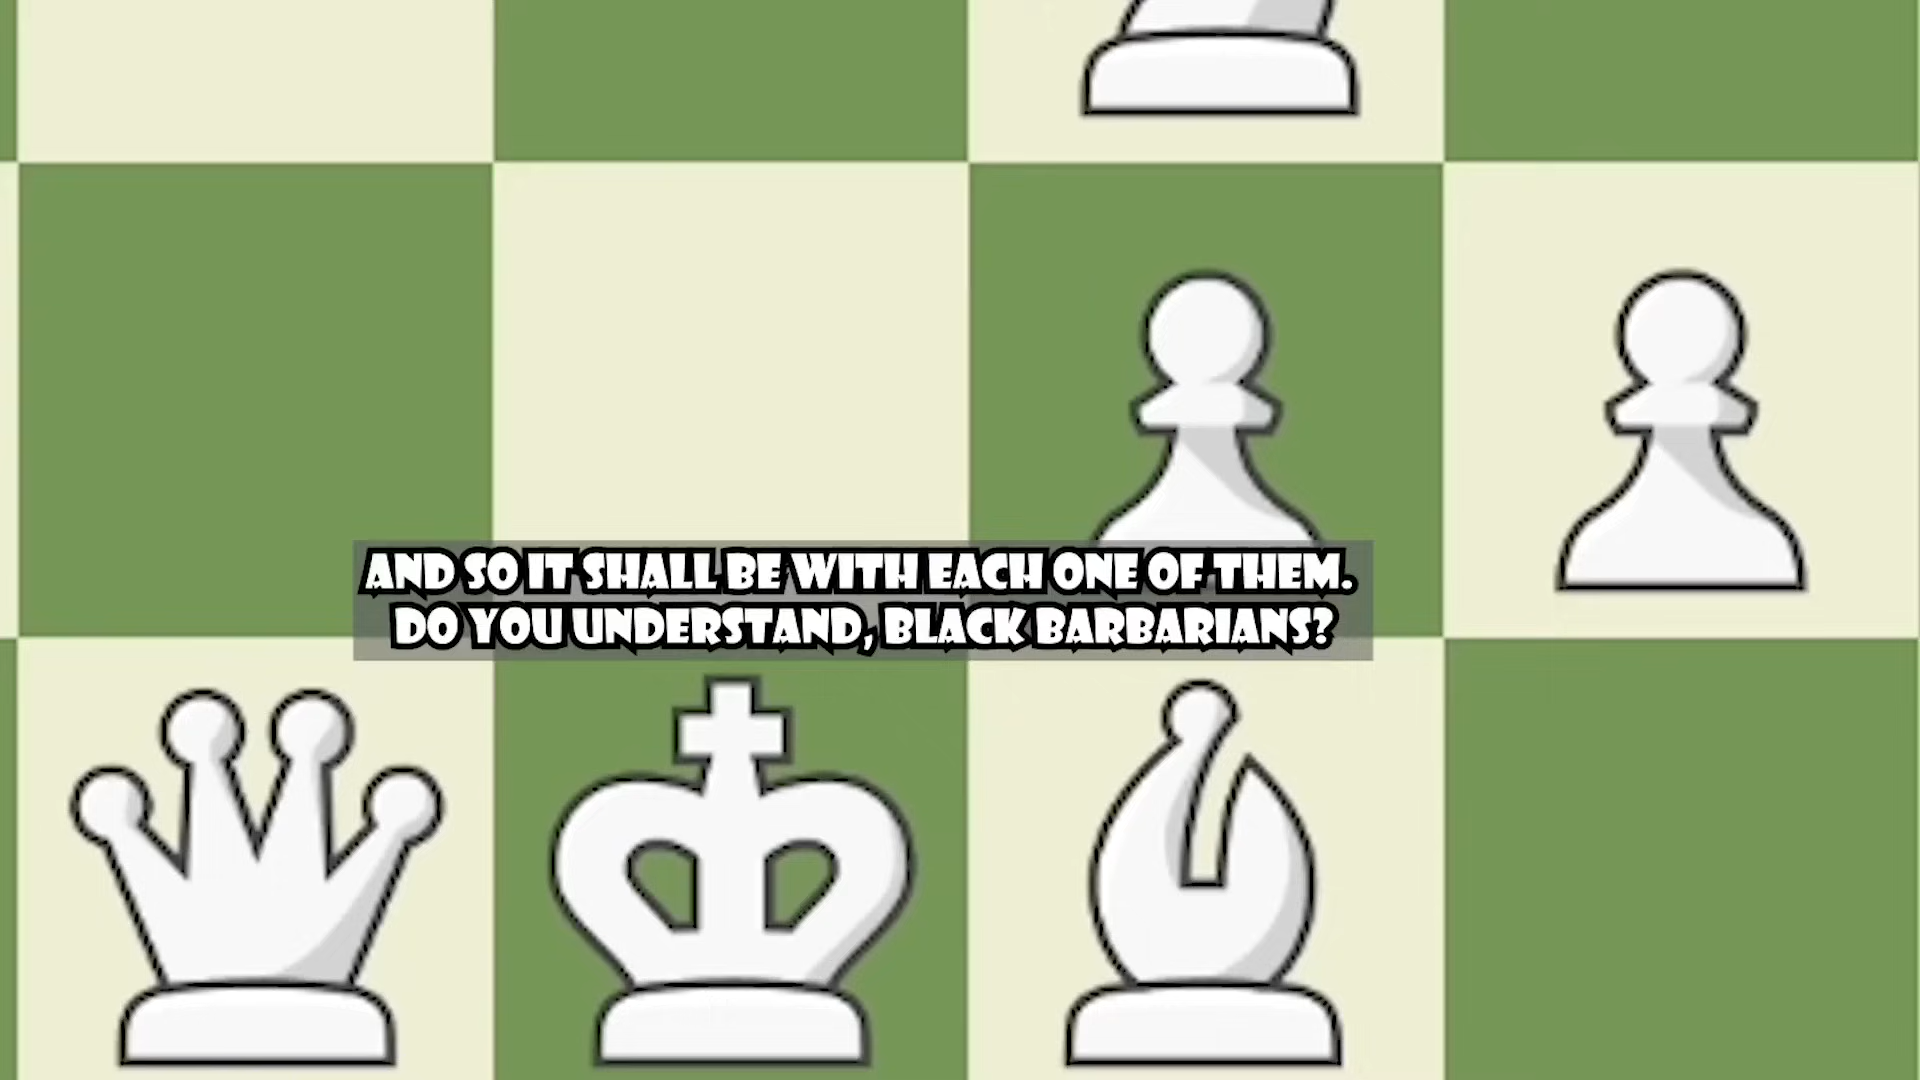 AND SO IT SHALL BE WITH EACH ONE OF THEM.
DO YOU UNDERSTAND, BLACK BARBARIANS?